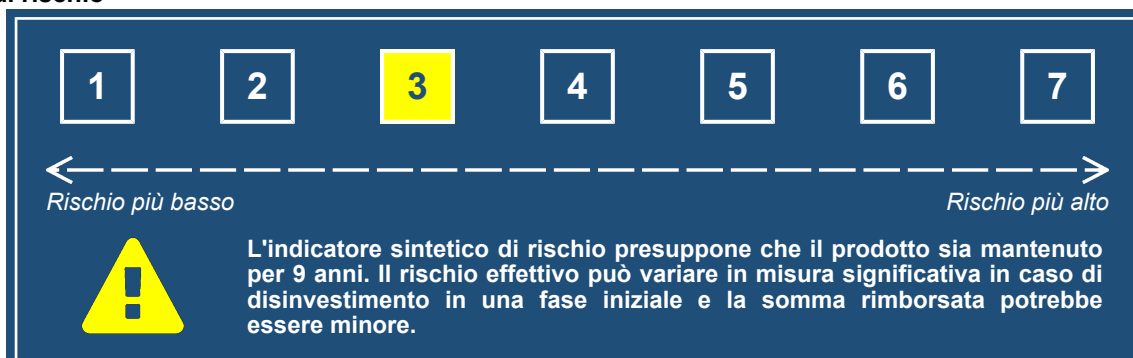 di rischio
1 2 3 4 5 6 7
Rischio più basso Rischio più alto
L'indicatore sintetico di rischio presuppone che il prodotto sia mantenuto
per 9 anni. Il rischio effettivo può variare in misura significativa in caso di
disinvestimento in una fase iniziale e la somma rimborsata potrebbe
essere minore.